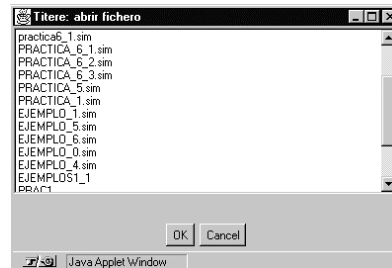 Titere: abrir fichero
practica6_1.sim
PRACTICA_6_1.sim
PRACTICA_6_2.sim
PRACTICA_6_3.sim
PRACTICA_5.sim
PRACTICA_1.sim
EJEMPLO_1.sim
EJEMPLO_5.sim
EJEMPLO_6.sim
EJEMPLO_0.sim
EJEMPLO_4.sim
EJEMPLOS1_1
PRAC1
OK Cancel
Java Applet Window